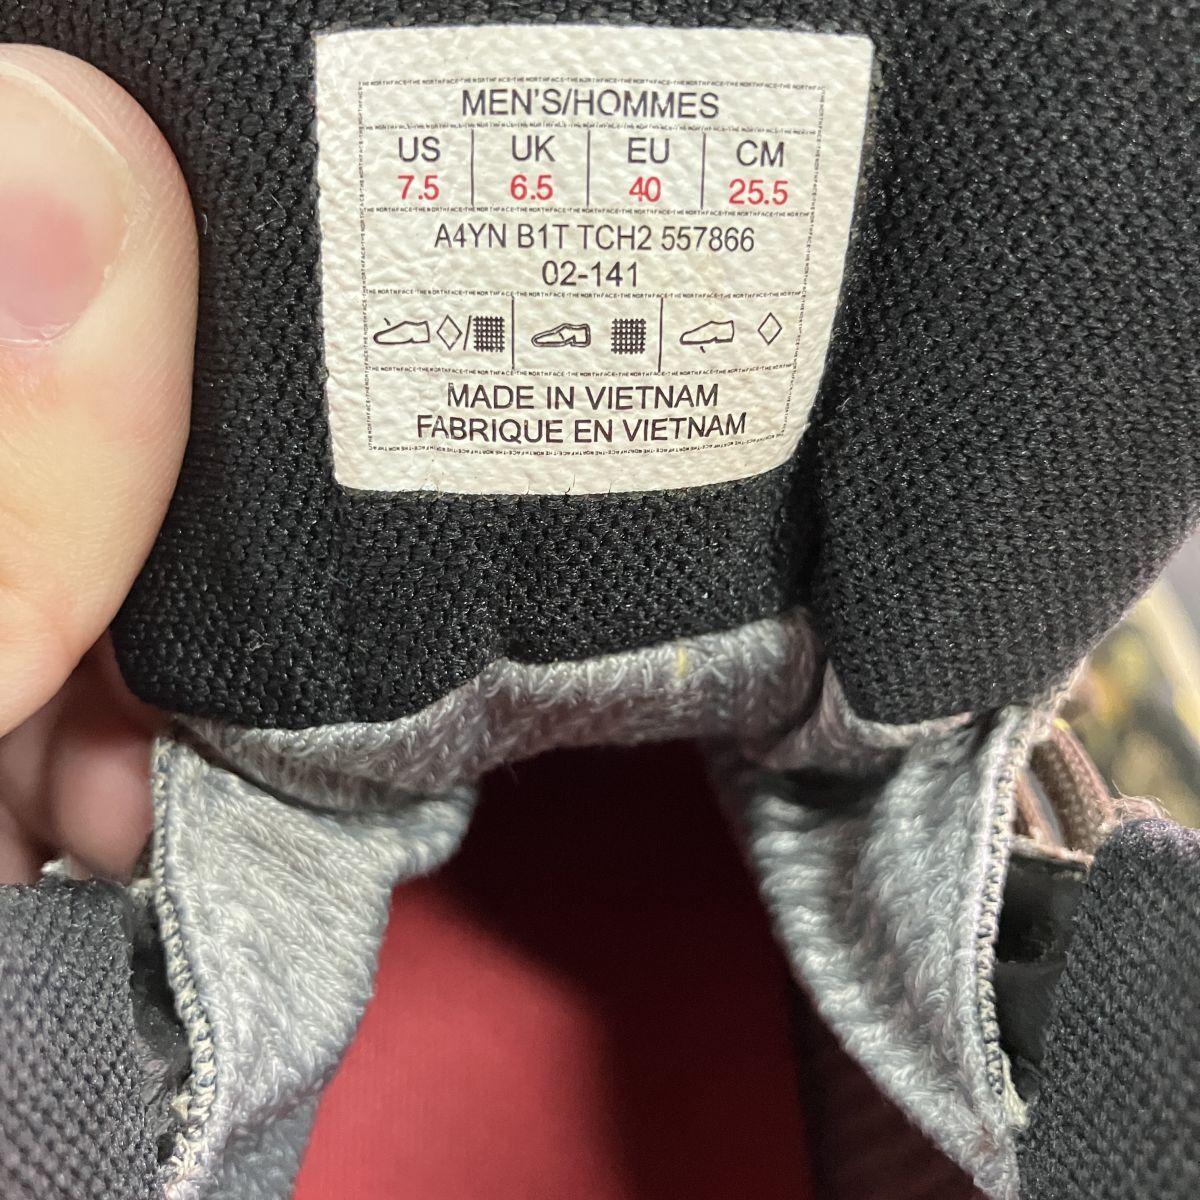 MEN'S/HOMMES
US UK EU CM
7.5 6.5 40 25.5
A4YN B1T TCH2 557866
02-141
MADE IN VIETNAM
FABRIQUE EN VIETNAM